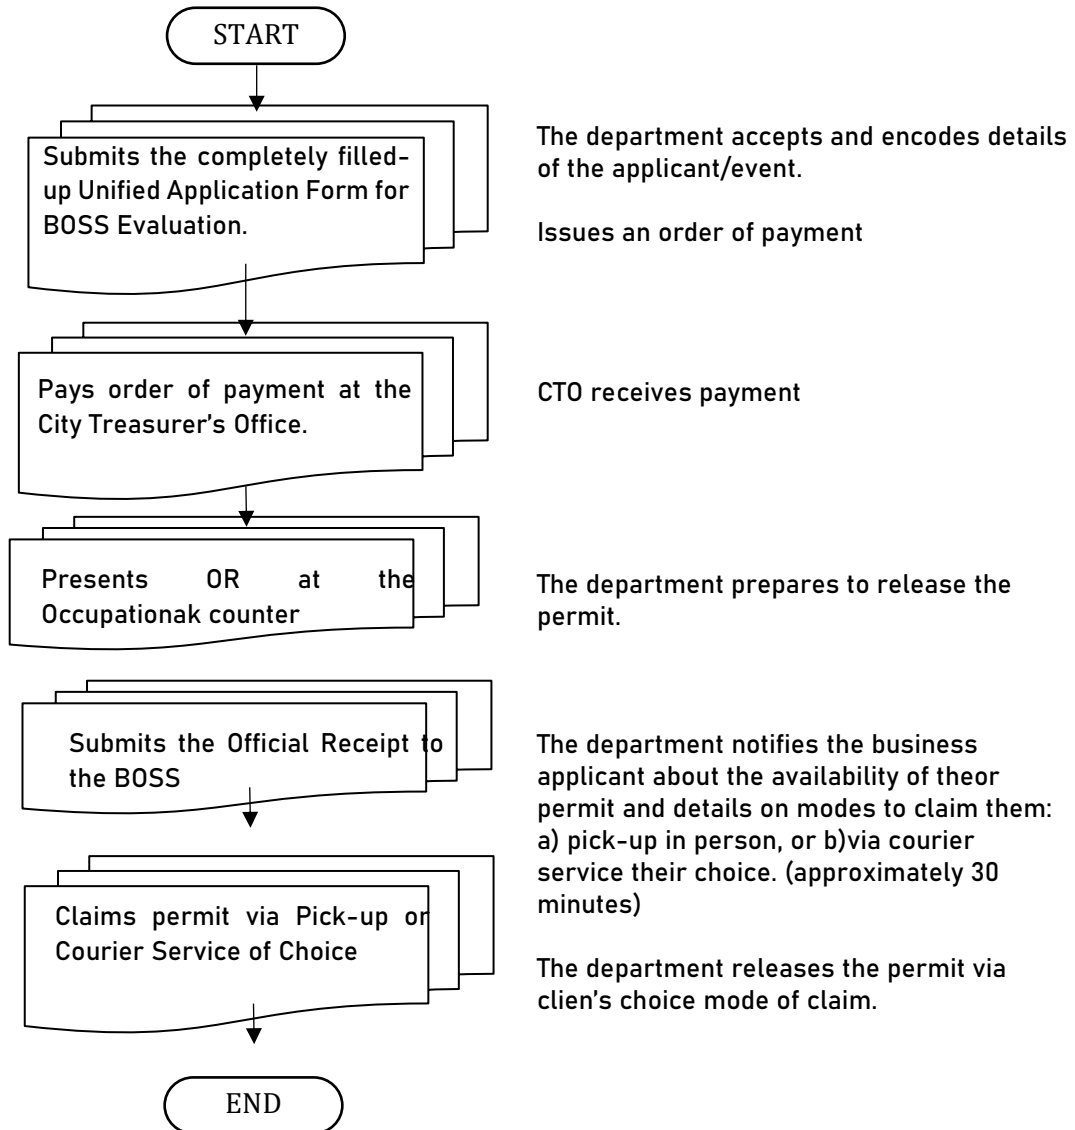 START
Submits the completely filled-
up Unified Application Form for
BOSS Evaluation.
The department accepts and encodes details
of the applicant/event.
Issues an order of payment
Pays order of payment at the
City Treasurer's Office.
CTO receives payment
Presents OR at the
Occupationak counter
The department prepares to release the
permit.
Submits the Official Receipt to
the BOSS
The department notifies the business
applicant about the availability of theor
permit and details on modes to claim them:
a) pick-up in person, or b)via courier
service their choice. (approximately 30
minutes)
Claims permit via Pick-up or
Courier Service of Choice
The department releases the permit via
clien's choice mode of claim.
END